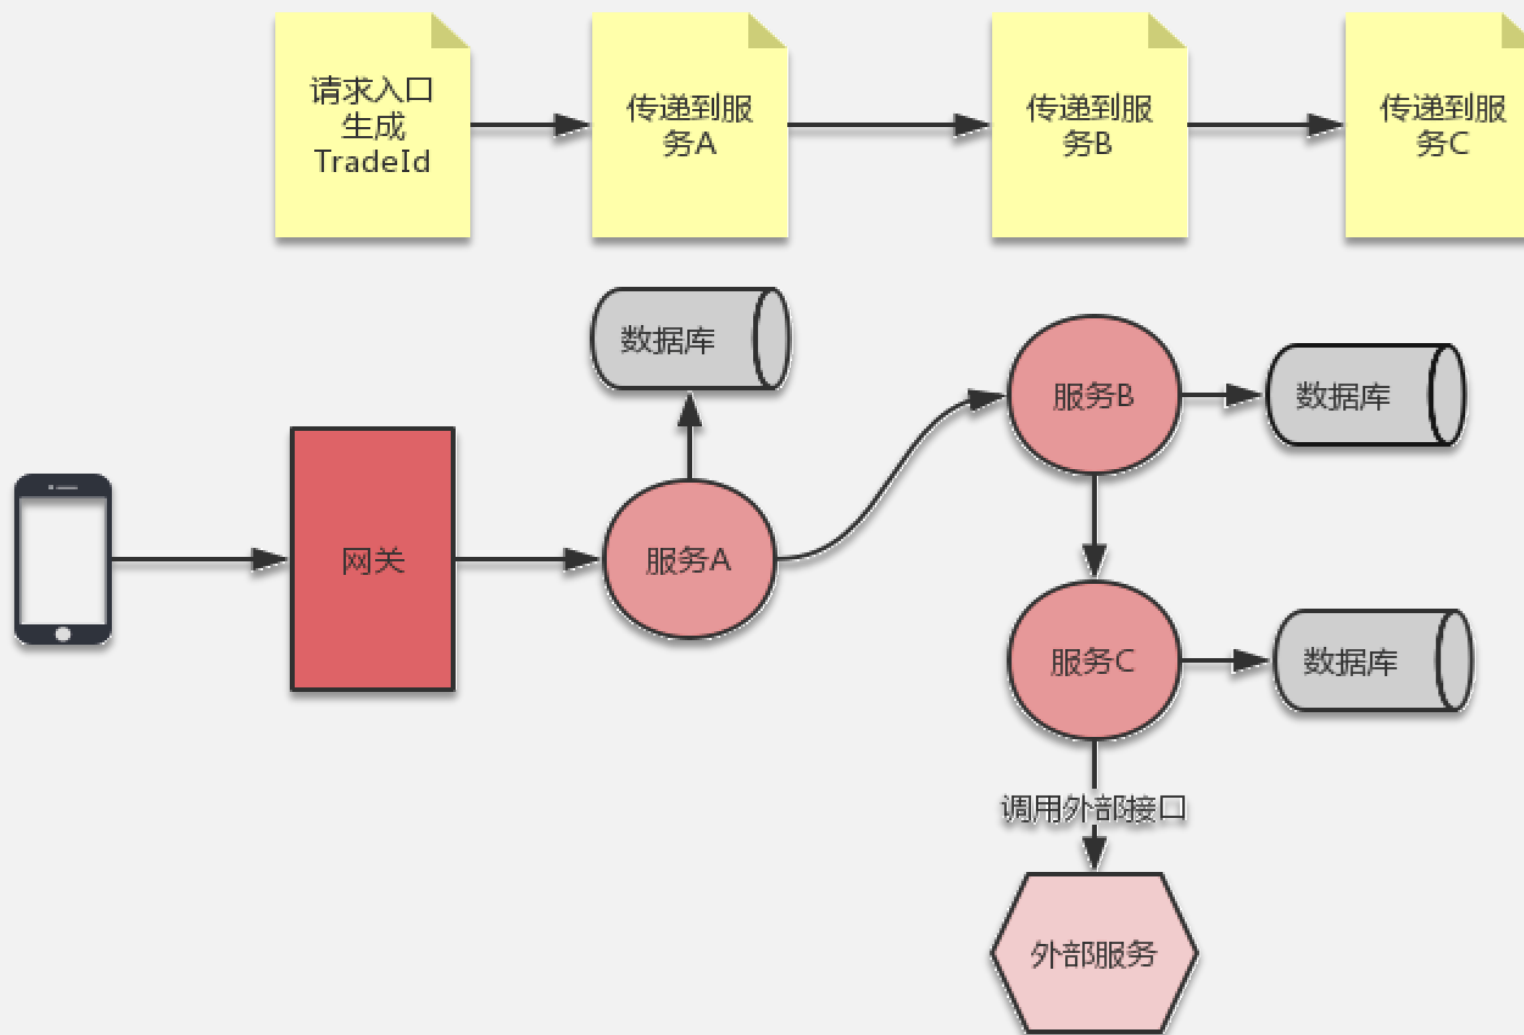 请求入口
生成
TradeId
传递到服
务A
传递到服
务B
传递到服
务C
数据库
服务B
数据库
网关
服务A
服务C
数据库
调用外部接口
外部服务